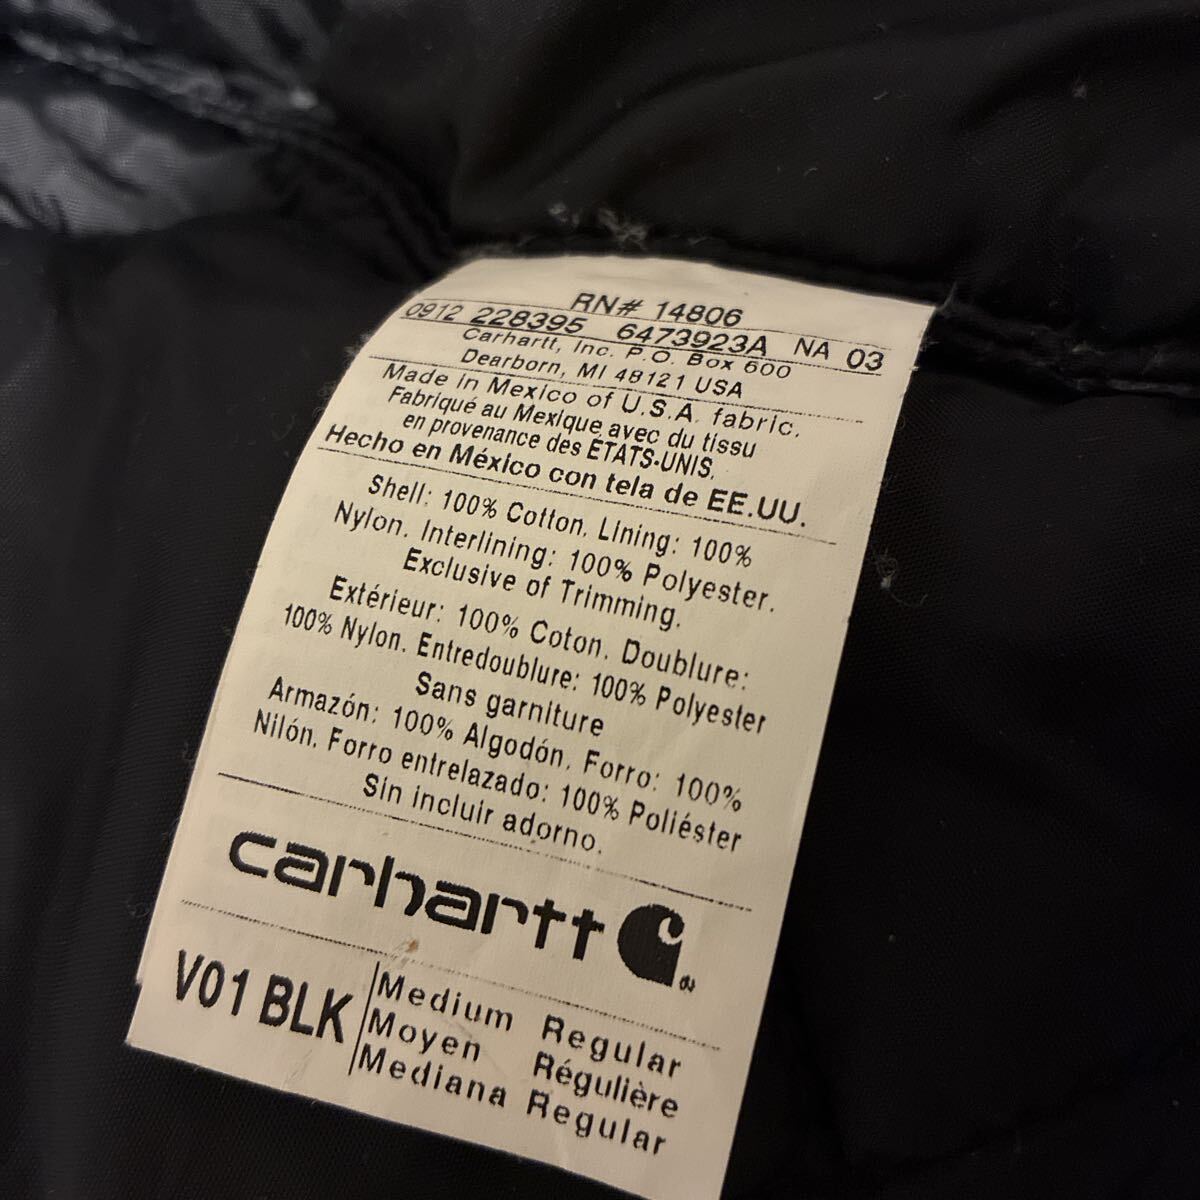 RN# 14806
0912 228395 6473923A NA 03
Carhartt, Inc. P.O. Box 600
Dearborn, MI 48121 USA
Made in Mexico of U.S.A. fabric.
Fabriqué au Mexique avec du tissu
en provenance des ÉTATS-UNIS.
Hecho en México con tela de EE.UU.
Shell: 100% Cotton. Lining: 100%
Nylon. Interlining: 100% Polyester.
Exclusive of Trimming.
Extérieur: 100% Coton. Doublure:
100% Nylon. Entredoublure: 100% Polyester
Sans garniture
Armazón: 100% Algodón. Forro: 100%
Nilón. Forro entrelazado: 100% Poliéster
Sin incluir adorno.
carhartt
V01 BLK
Medium Regular
Moyen Régulière
Mediana Regular